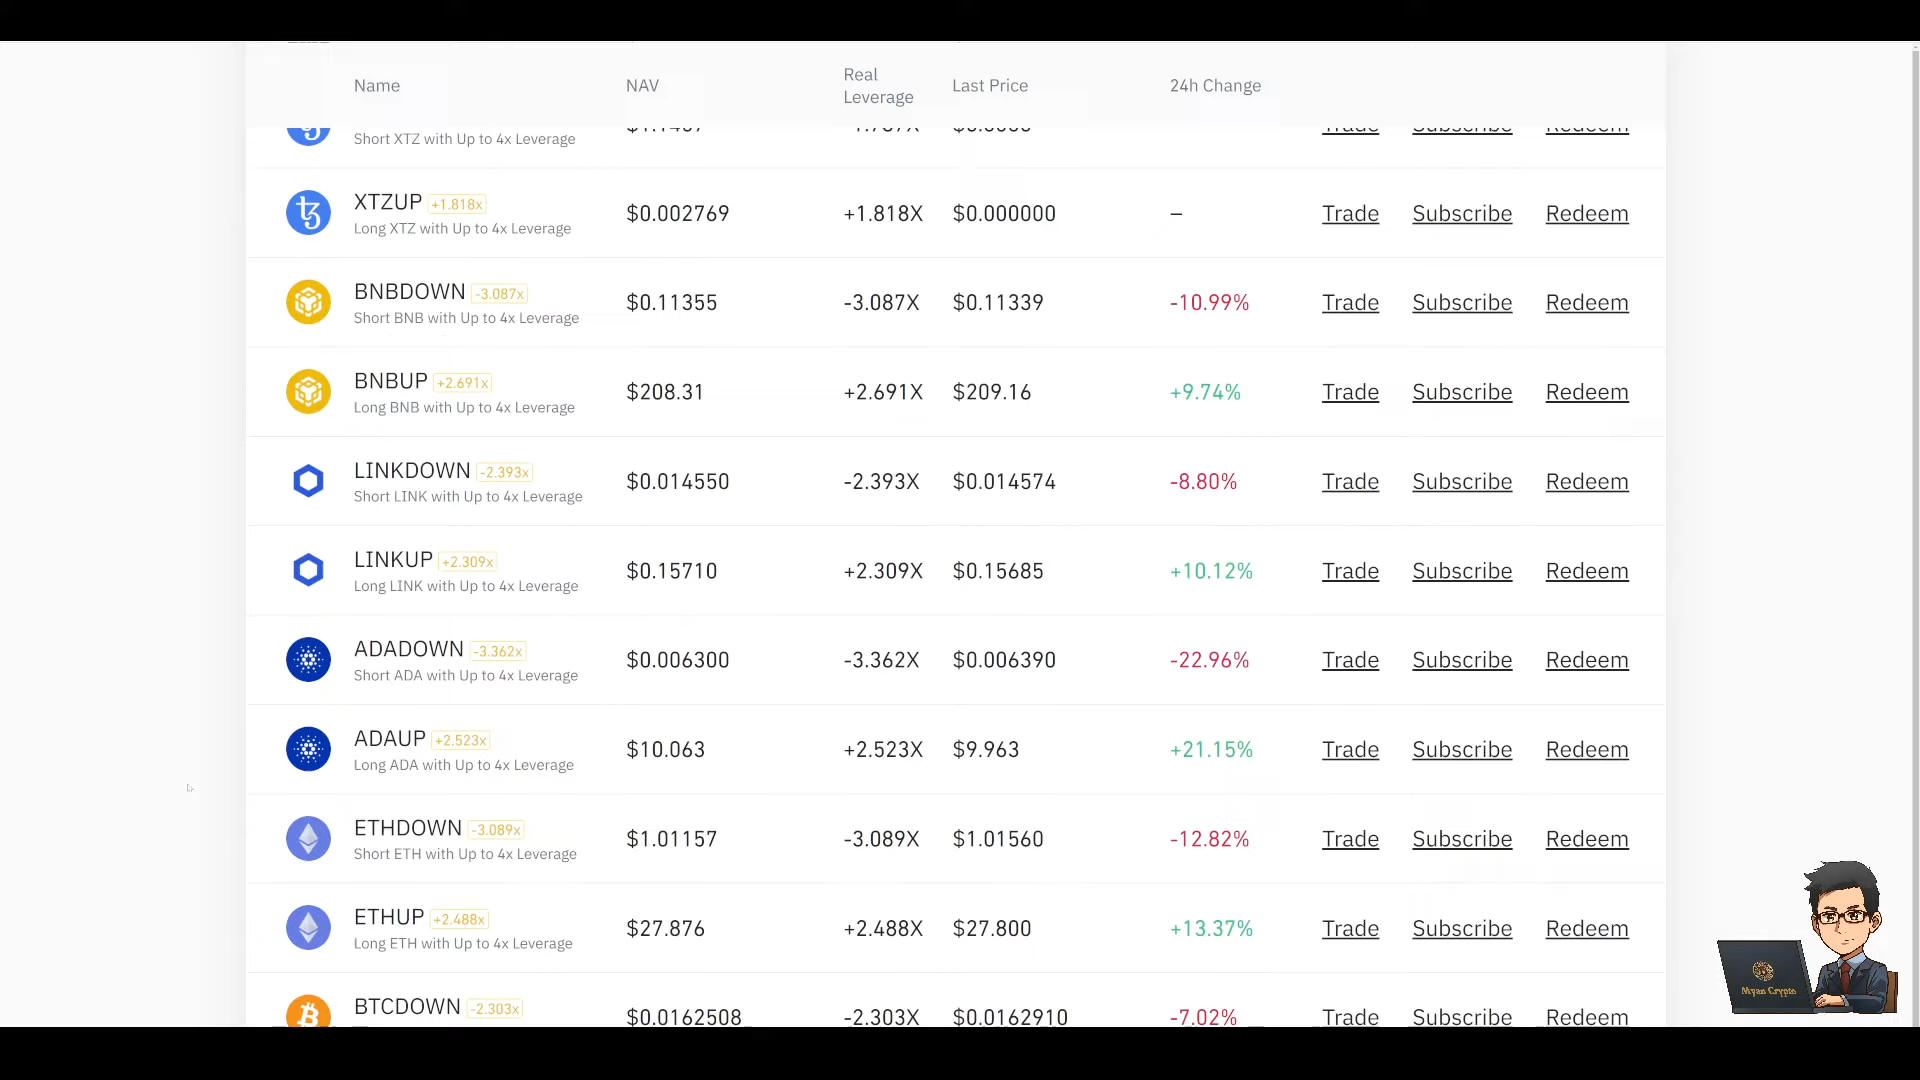 Name NAV Real Leverage Last Price 24h Change
Short XTZ with Up to 4x Leverage Trade Subscribe Redeem
XTZUP +1.818x $0.002769 +1.818X $0.000000 – Trade Subscribe Redeem
Long XTZ with Up to 4x Leverage
BNBDOWN -3.087x $0.11355 -3.087X $0.11339 -10.99% Trade Subscribe Redeem
Short BNB with Up to 4x Leverage
BNBUP +2.691x $208.31 +2.691X $209.16 +9.74% Trade Subscribe Redeem
Long BNB with Up to 4x Leverage
LINKDOWN -2.393x $0.014550 -2.393X $0.014574 -8.80% Trade Subscribe Redeem
Short LINK with Up to 4x Leverage
LINKUP +2.309x $0.15710 +2.309X $0.15685 +10.12% Trade Subscribe Redeem
Long LINK with Up to 4x Leverage
ADADOWN -3.362x $0.006300 -3.362X $0.006390 -22.96% Trade Subscribe Redeem
Short ADA with Up to 4x Leverage
ADAUP +2.523x $10.063 +2.523X $9.963 +21.15% Trade Subscribe Redeem
Long ADA with Up to 4x Leverage
ETHDOWN -3.089x $1.01157 -3.089X $1.01560 -12.82% Trade Subscribe Redeem
Short ETH with Up to 4x Leverage
ETHUP +2.488x $27.876 +2.488X $27.800 +13.37% Trade Subscribe Redeem
Long ETH with Up to 4x Leverage
BTCDOWN -2.303x $0.0162508 -2.303X $0.0162910 -7.02% Trade Subscribe Redeem
Myan Crypto